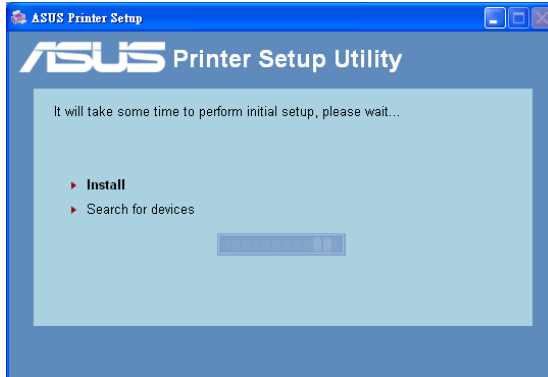 ASUS Printer Setup
ASUS Printer Setup Utility
It will take some time to perform initial setup, please wait...
Install
Search for devices